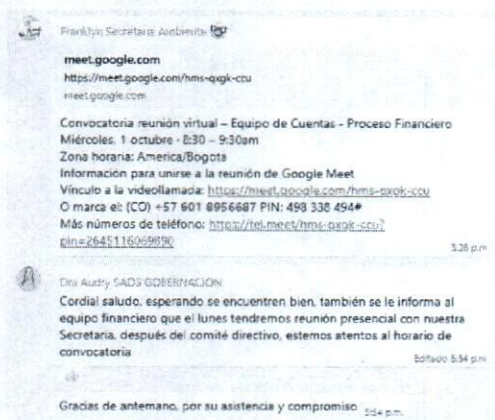 Franklyn Secretaria Ambiente
meet.google.com
https://meet.google.com/hms-qxgk-ccu
meet.google.com
Convocatoria reunión virtual – Equipo de Cuentas - Proceso Financiero
Miércoles, 1 octubre · 8:30 – 9:30am
Zona horaria: America/Bogota
Información para unirse a la reunión de Google Meet
Vínculo a la videollamada: https://meet.google.com/hms-qxgk-ccu
O marca el: (CO) +57 601 8956687 PIN: 498 338 494#
Más números de teléfono: https://tel.meet/hms-qxgk-ccu?
pin=2645116069890
5:28 p.m.
Dra Audry SADS GOBERNACION
Cordial saludo, esperando se encuentren bien, también se le informa al
equipo financiero que el lunes tendremos reunión presencial con nuestra
Secretaria, después del comité directivo, estemos atentos al horario de
convocatoria
Editado 5:54 p.m.
Gracias de antemano, por su asistencia y compromiso 5:54 p.m.